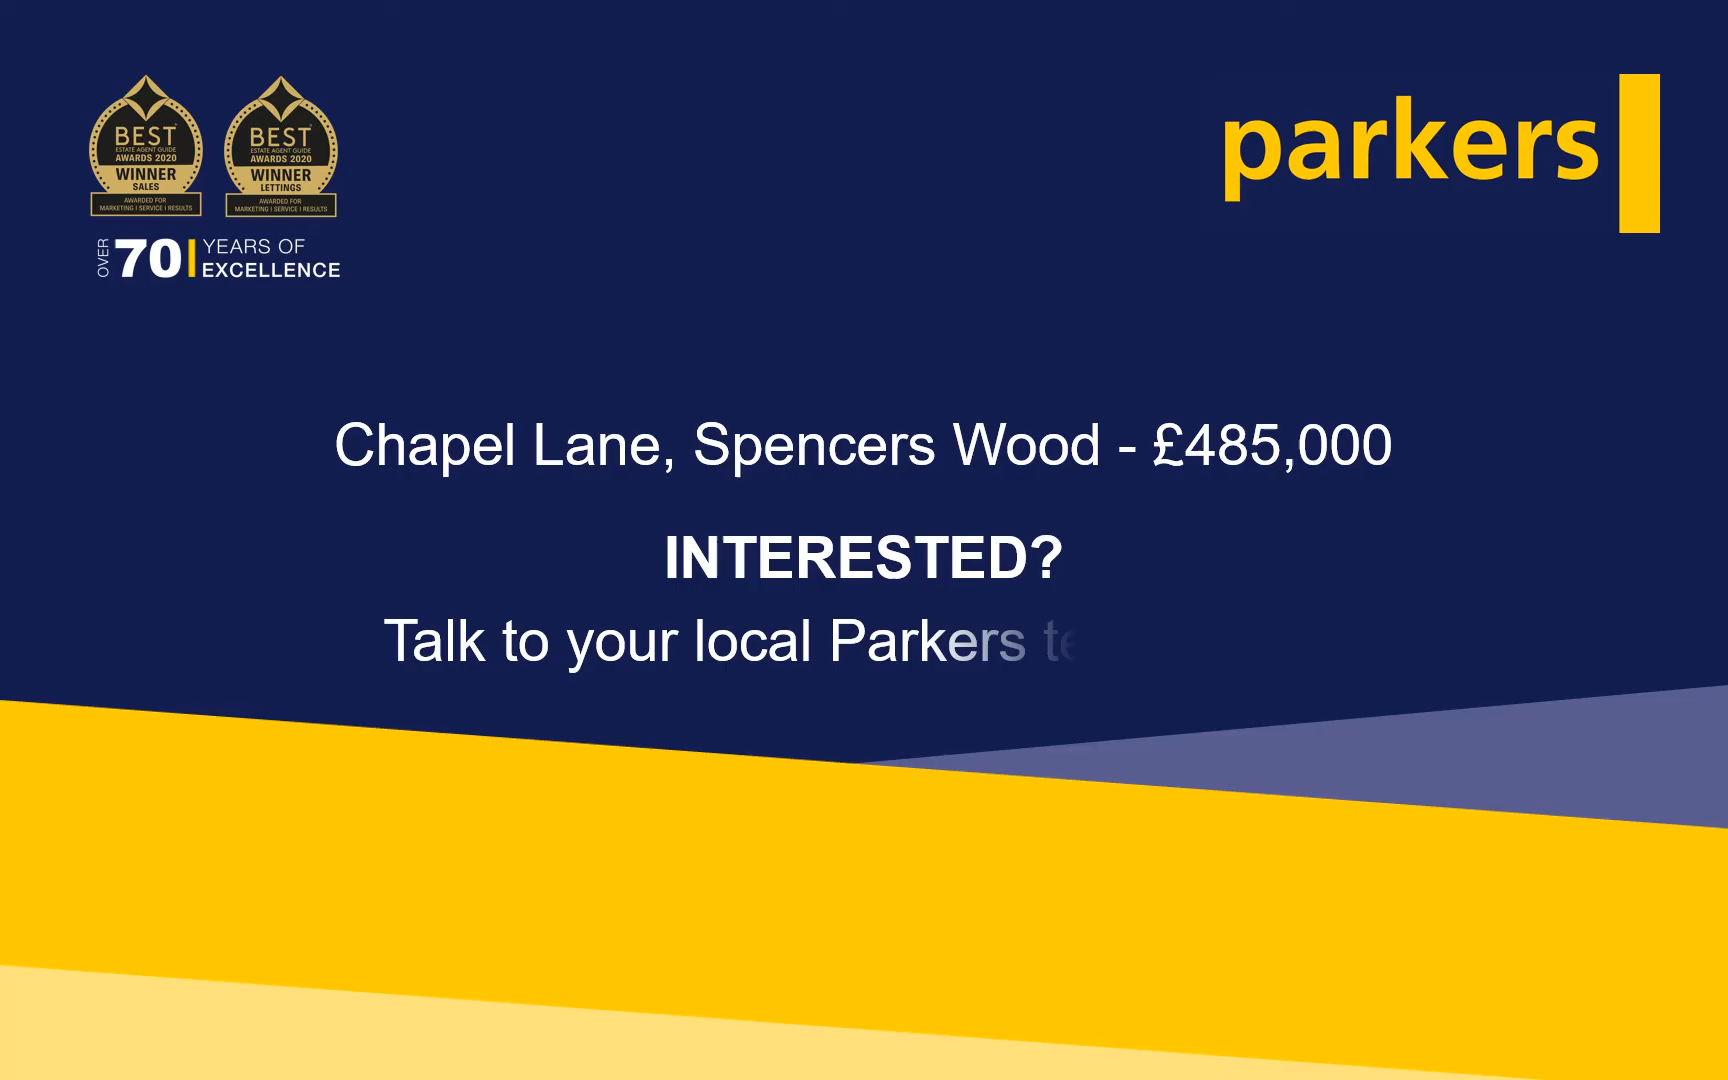 BEST
ESTATE AGENT GUIDE
AWARDS 2020
WINNER
SALES
AWARDED FOR
MARKETING | SERVICE | RESULTS
BEST
ESTATE AGENT GUIDE
AWARDS 2020
WINNER
LETTINGS
AWARDED FOR
MARKETING | SERVICE | RESULTS
OVER 70 YEARS OF
EXCELLENCE
parkers
Chapel Lane, Spencers Wood - £485,000
INTERESTED?
Talk to your local Parkers te